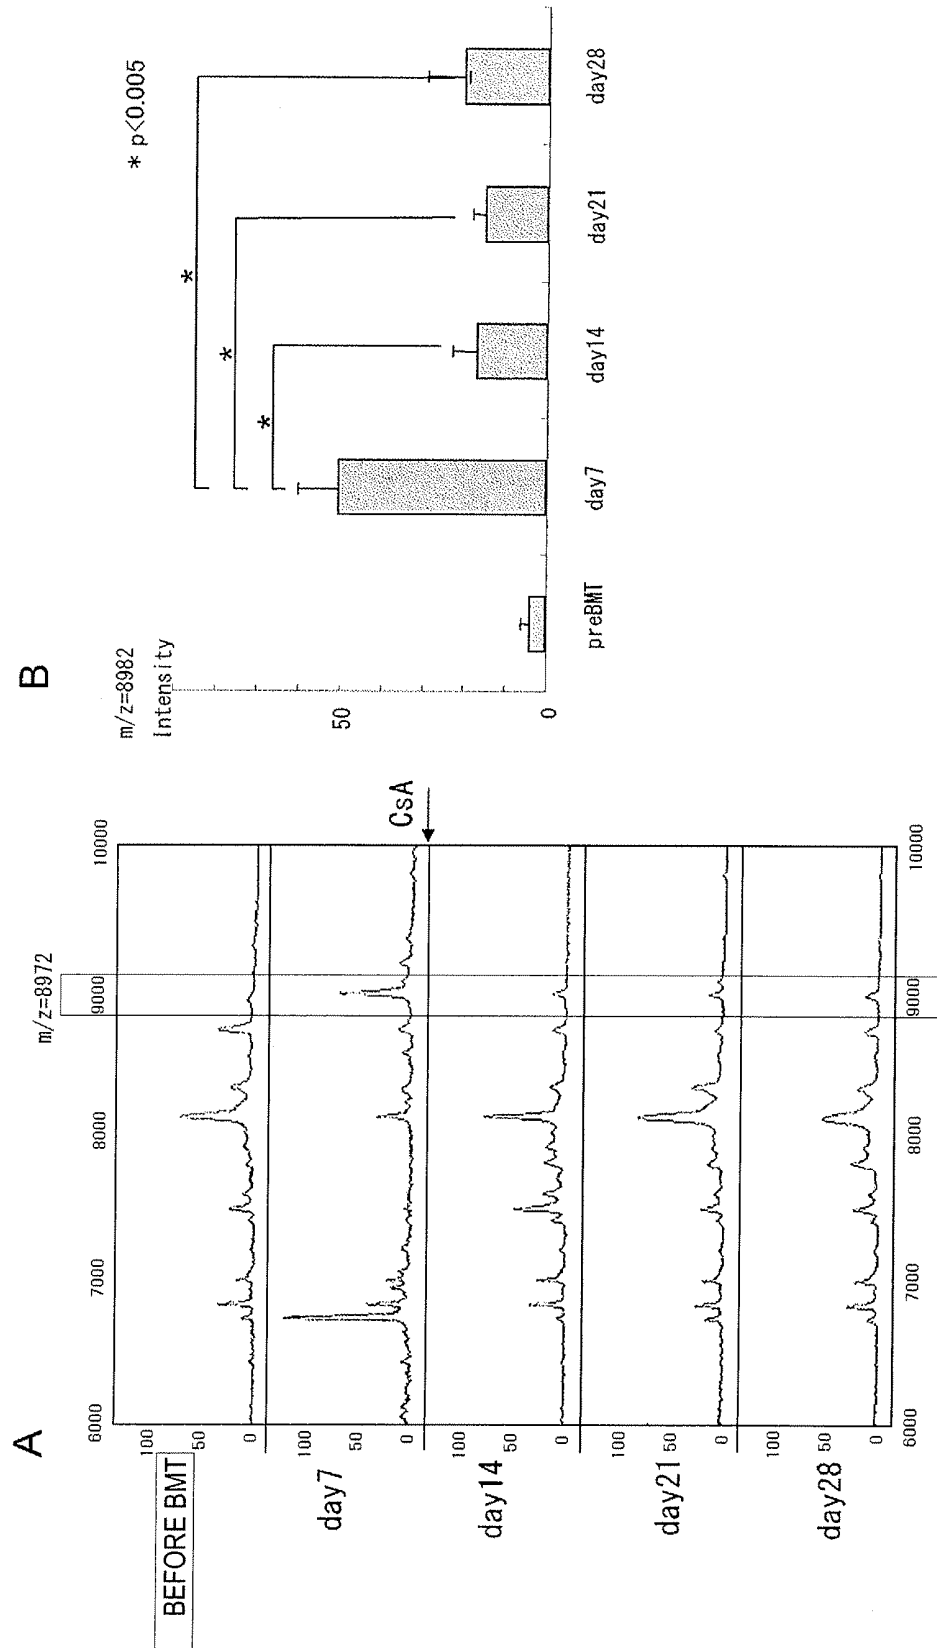 A
m/z=8972
6000 7000 8000 9000 10000
BEFORE BMT
100 50 0
day7
100 50 0
CsA
day14
100 50 0
day21
100 50 0
day28
100 50 0
6000 7000 8000 9000 10000
B
m/z=8982
Intensity
* p<0.005
*
*
*
50
0
preBMT day7 day14 day21 day28